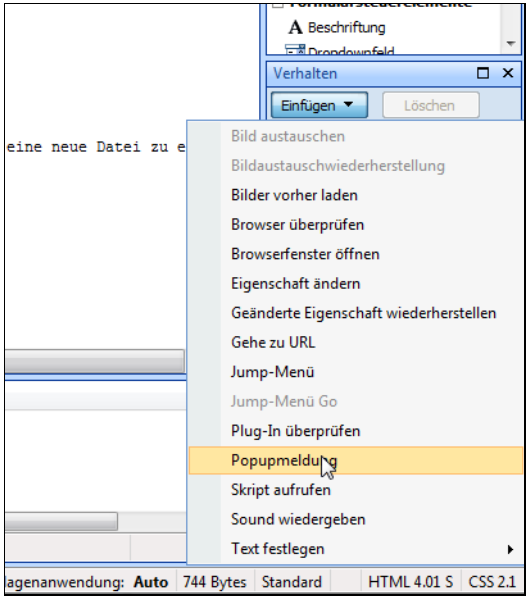 Formularsteuerelemente
A Beschriftung
Dropdownfeld
Verhalten
Einfügen
Löschen
eine neue Datei zu e
Bild austauschen
Bildaustauschwiederherstellung
Bilder vorher laden
Browser überprüfen
Browserfenster öffnen
Eigenschaft ändern
Geänderte Eigenschaft wiederherstellen
Gehe zu URL
Jump-Menü
Jump-Menü Go
Plug-In überprüfen
Popupmeldung
Skript aufrufen
Sound wiedergeben
Text festlegen
lagenanwendung: Auto 744 Bytes Standard HTML 4.01 S CSS 2.1